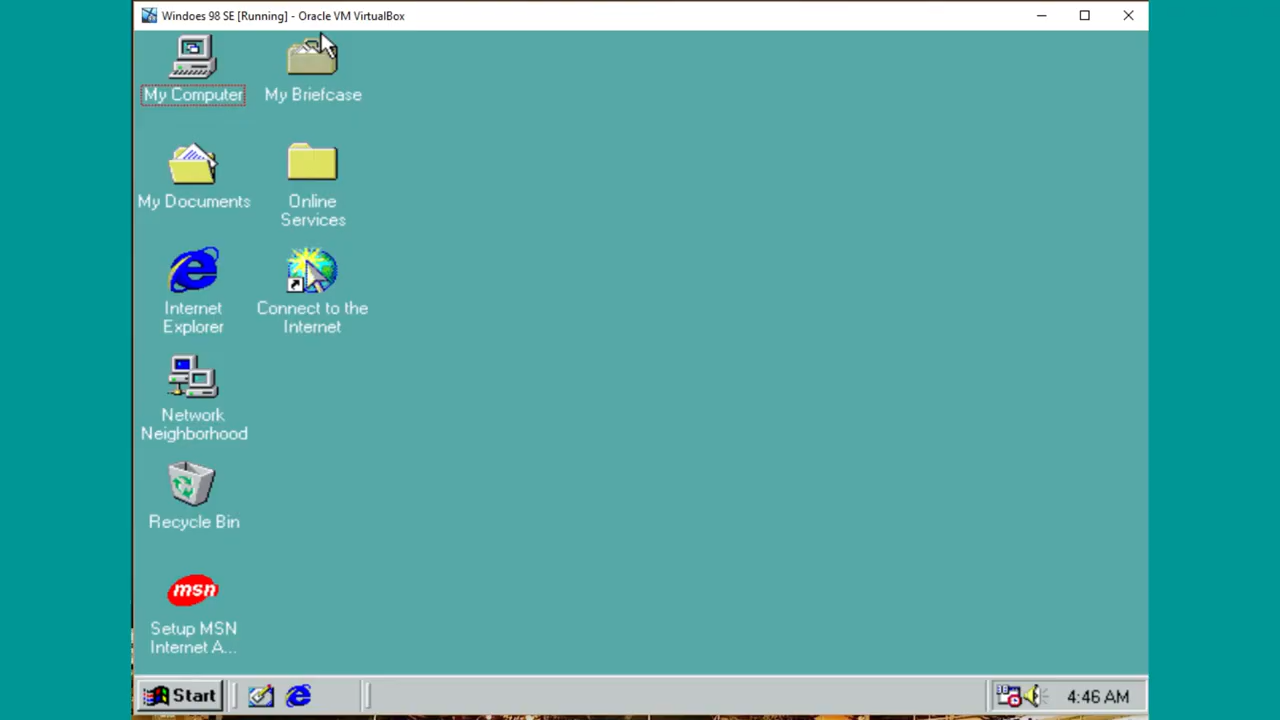 Windoes 98 SE [Running] - Oracle VM VirtualBox
My Computer
My Briefcase
My Documents
Online
Services
Internet
Explorer
Connect to the
Internet
Network
Neighborhood
Recycle Bin
msn
Setup MSN
Internet A...
Start
4:46 AM